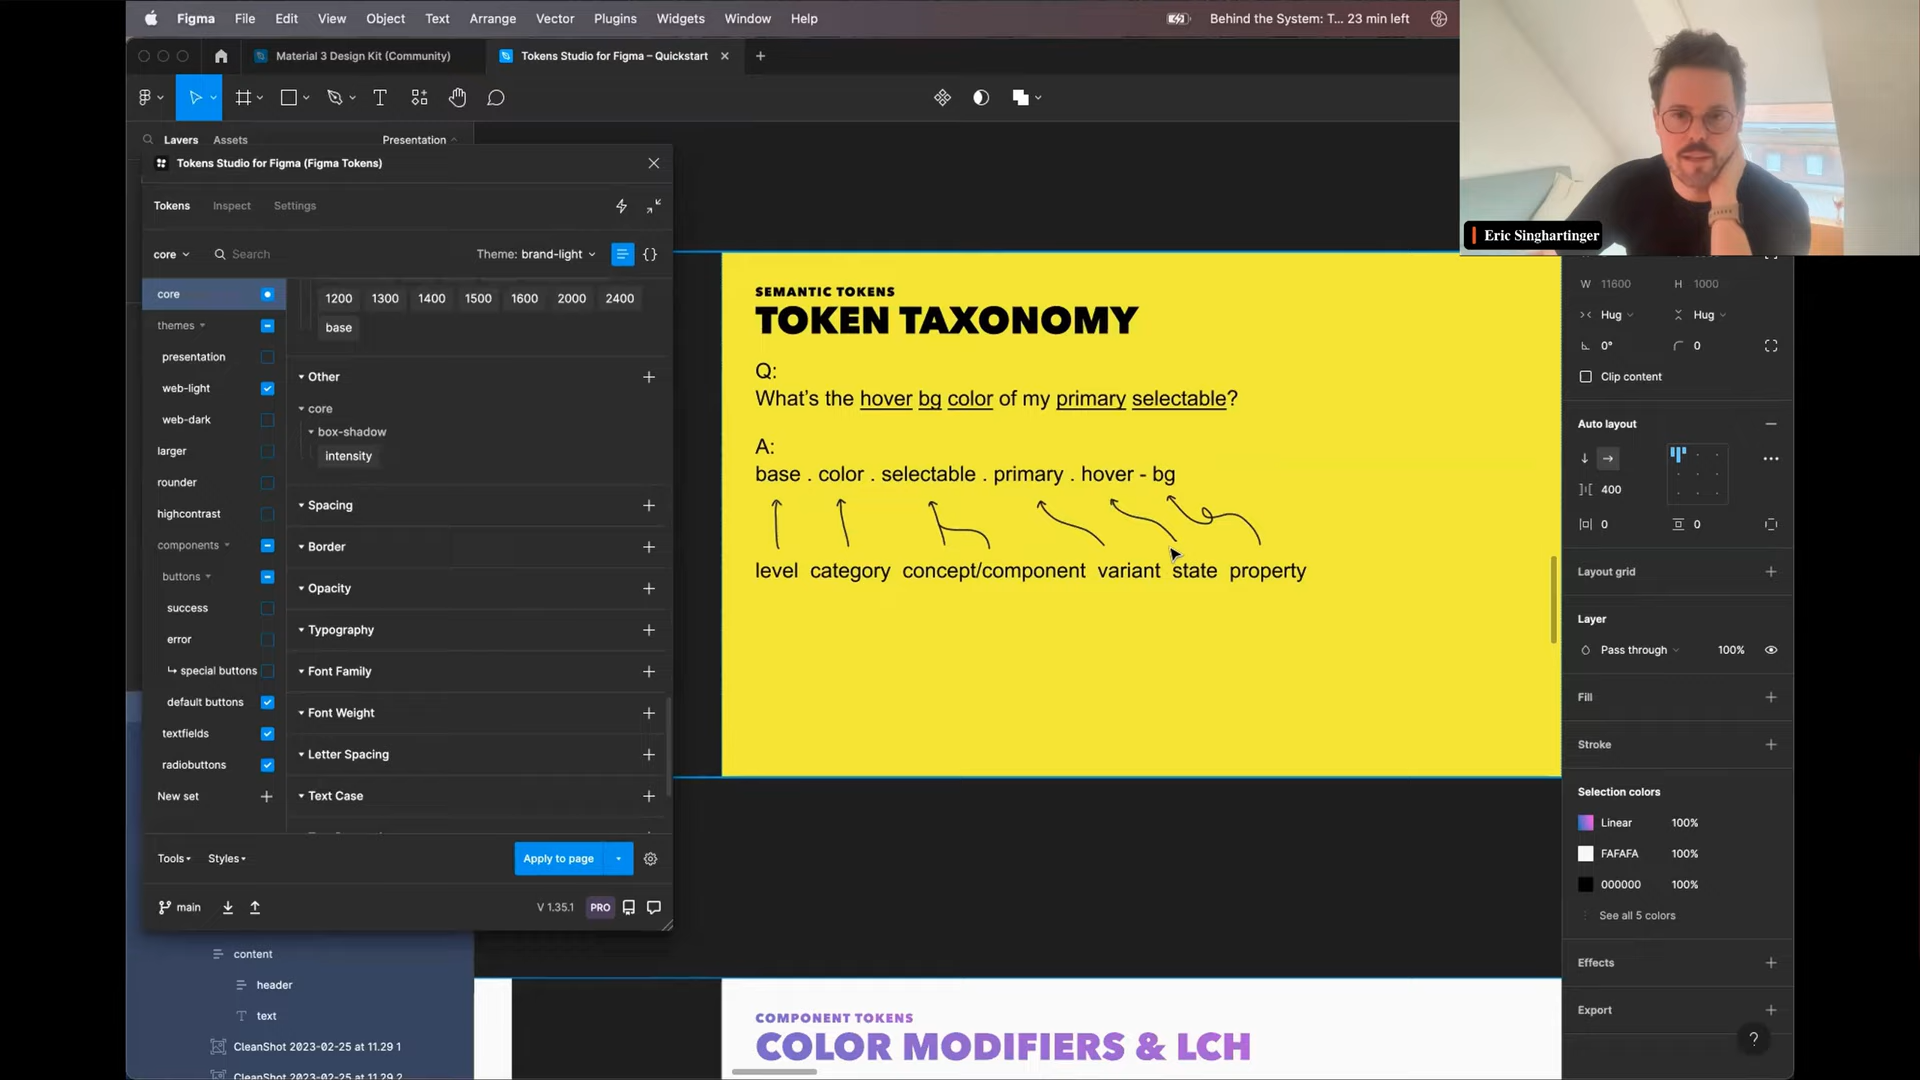 Figma File Edit View Object Text Arrange Vector Plugins Widgets Window Help
Behind the System: T... 23 min left
Material 3 Design Kit (Community)
Tokens Studio for Figma – Quickstart
Layers Assets Presentation
Tokens Studio for Figma (Figma Tokens)
Tokens Inspect Settings
core Search Theme: brand-light {}
core
themes
presentation
web-light
web-dark
larger
rounder
highcontrast
components
buttons
success
error
↳ special buttons
default buttons
textfields
radiobuttons
New set
1200 1300 1400 1500 1600 2000 2400
base
Other
core
box-shadow
intensity
Spacing
Border
Opacity
Typography
Font Family
Font Weight
Letter Spacing
Text Case
Tools Styles Apply to page
main V 1.35.1 PRO
content
header
text
CleanShot 2023-02-25 at 11.29 1
CleanShot 2023-02-25 at 11.29 2
SEMANTIC TOKENS
TOKEN TAXONOMY
Q:
What's the hover bg color of my primary selectable?
A:
base . color . selectable . primary . hover - bg
level category concept/component variant state property
COMPONENT TOKENS
COLOR MODIFIERS & LCH
Eric Singhartinger
W 11600 H 1000
Hug Hug
0° 0
Clip content
Auto layout
400
0 0
Layout grid
Layer
Pass through 100%
Fill
Stroke
Selection colors
Linear 100%
FAFAFA 100%
000000 100%
See all 5 colors
Effects
Export
?